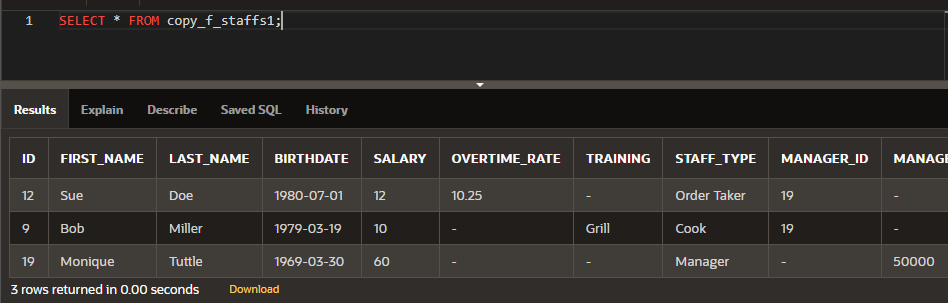 1 SELECT * FROM copy_f_staffs1;
Results Explain Describe Saved SQL History
ID FIRST_NAME LAST_NAME BIRTHDATE SALARY OVERTIME_RATE TRAINING STAFF_TYPE MANAGER_ID MANAGE
12 Sue Doe 1980-07-01 12 10.25 - Order Taker 19 -
9 Bob Miller 1979-03-19 10 - Grill Cook 19 -
19 Monique Tuttle 1969-03-30 60 - - Manager - 50000
3 rows returned in 0.00 seconds Download